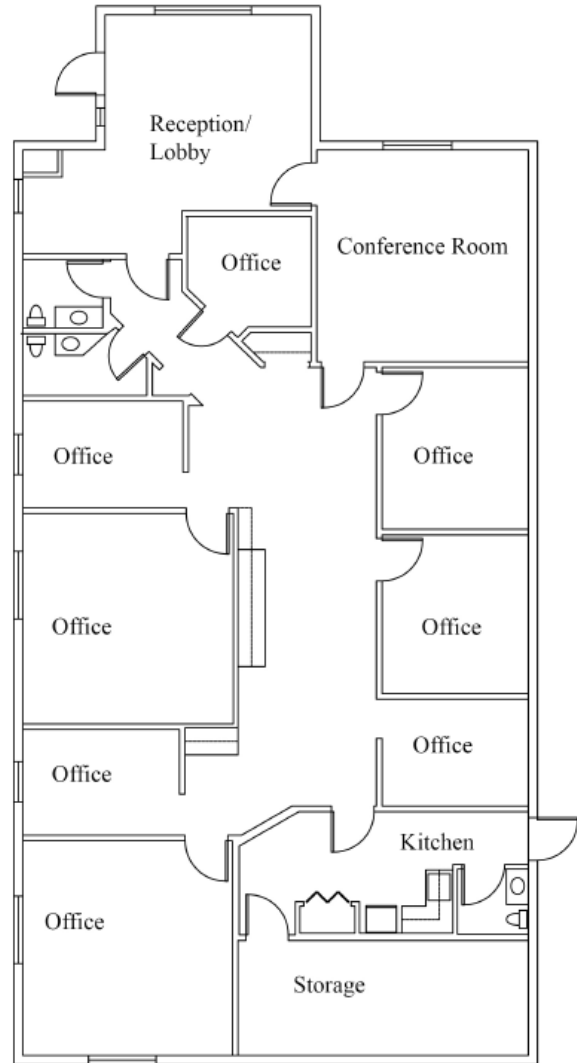 Reception/
Lobby
Office
Conference Room
Office
Office
Office
Office
Office
Office
Kitchen
Office
Storage